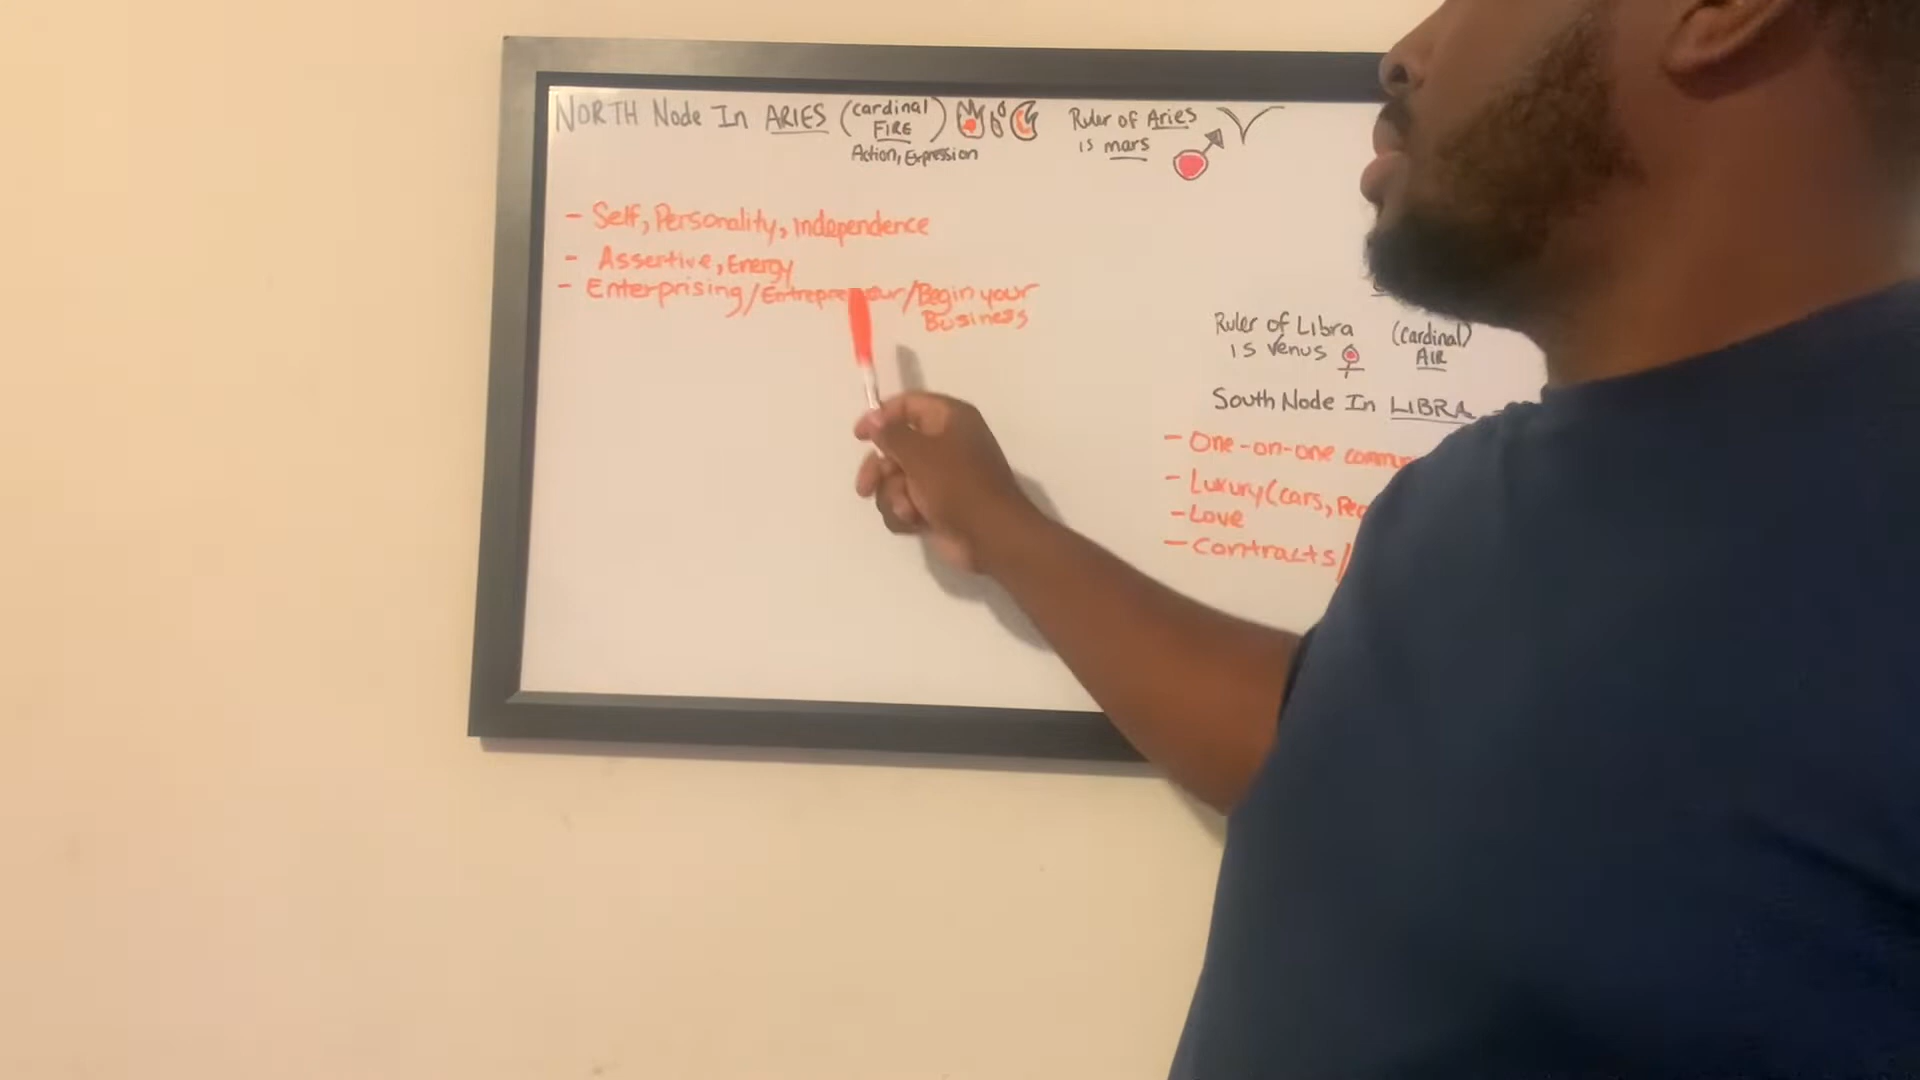 NORTH Node In ARIES (cardinal
FIRE)
Action, Expression
Ruler of Aries
is mars
- Self, Personality, independence
- Assertive, Energy
- Enterprising/Entrepre our/Begin your
Business
Ruler of Libra
is Venus
(cardinal)
AIR
South Node In LIBRA
- One-on-one
- Luxury(cars,
- Love
- Contracts/